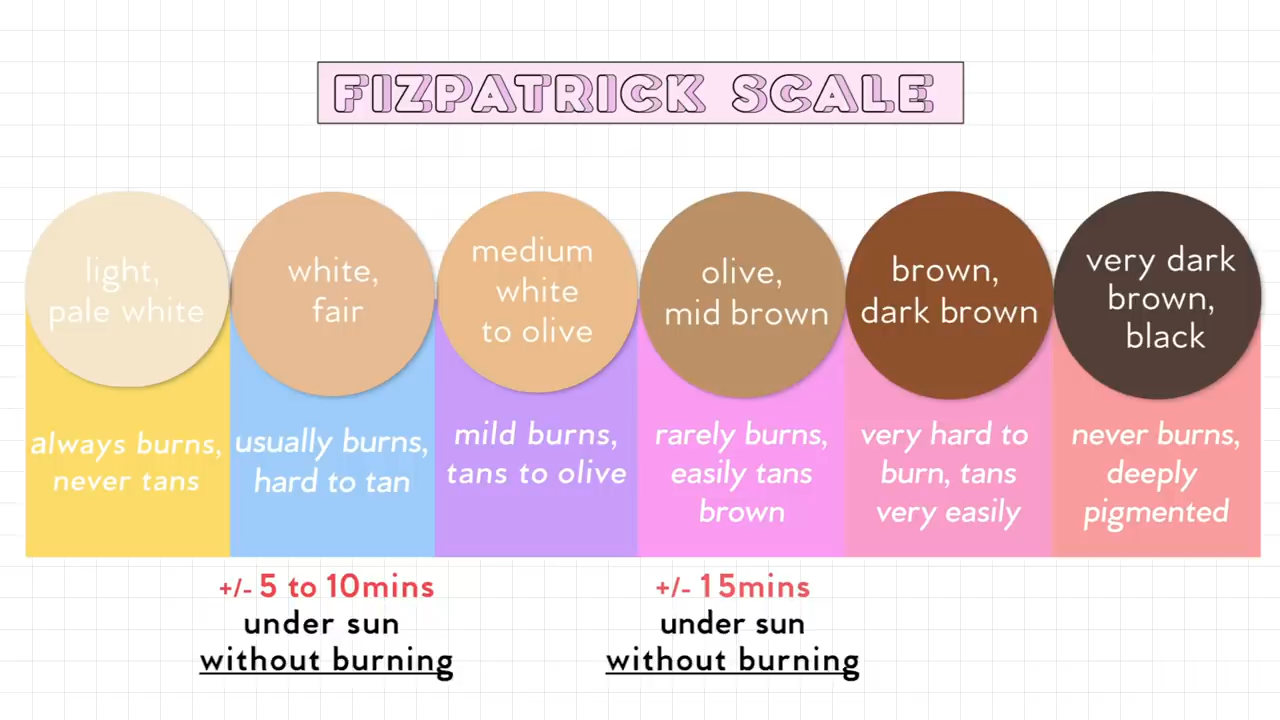 FIZPATRICK SCALE
light,
pale white
white,
fair
medium
white
to olive
olive,
mid brown
brown,
dark brown
very dark
brown,
black
always burns,
never tans
usually burns,
hard to tan
mild burns,
tans to olive
rarely burns,
easily tans
brown
very hard to
burn, tans
very easily
never burns,
deeply
pigmented
+/- 5 to 10mins
under sun
without burning
+/- 15mins
under sun
without burning